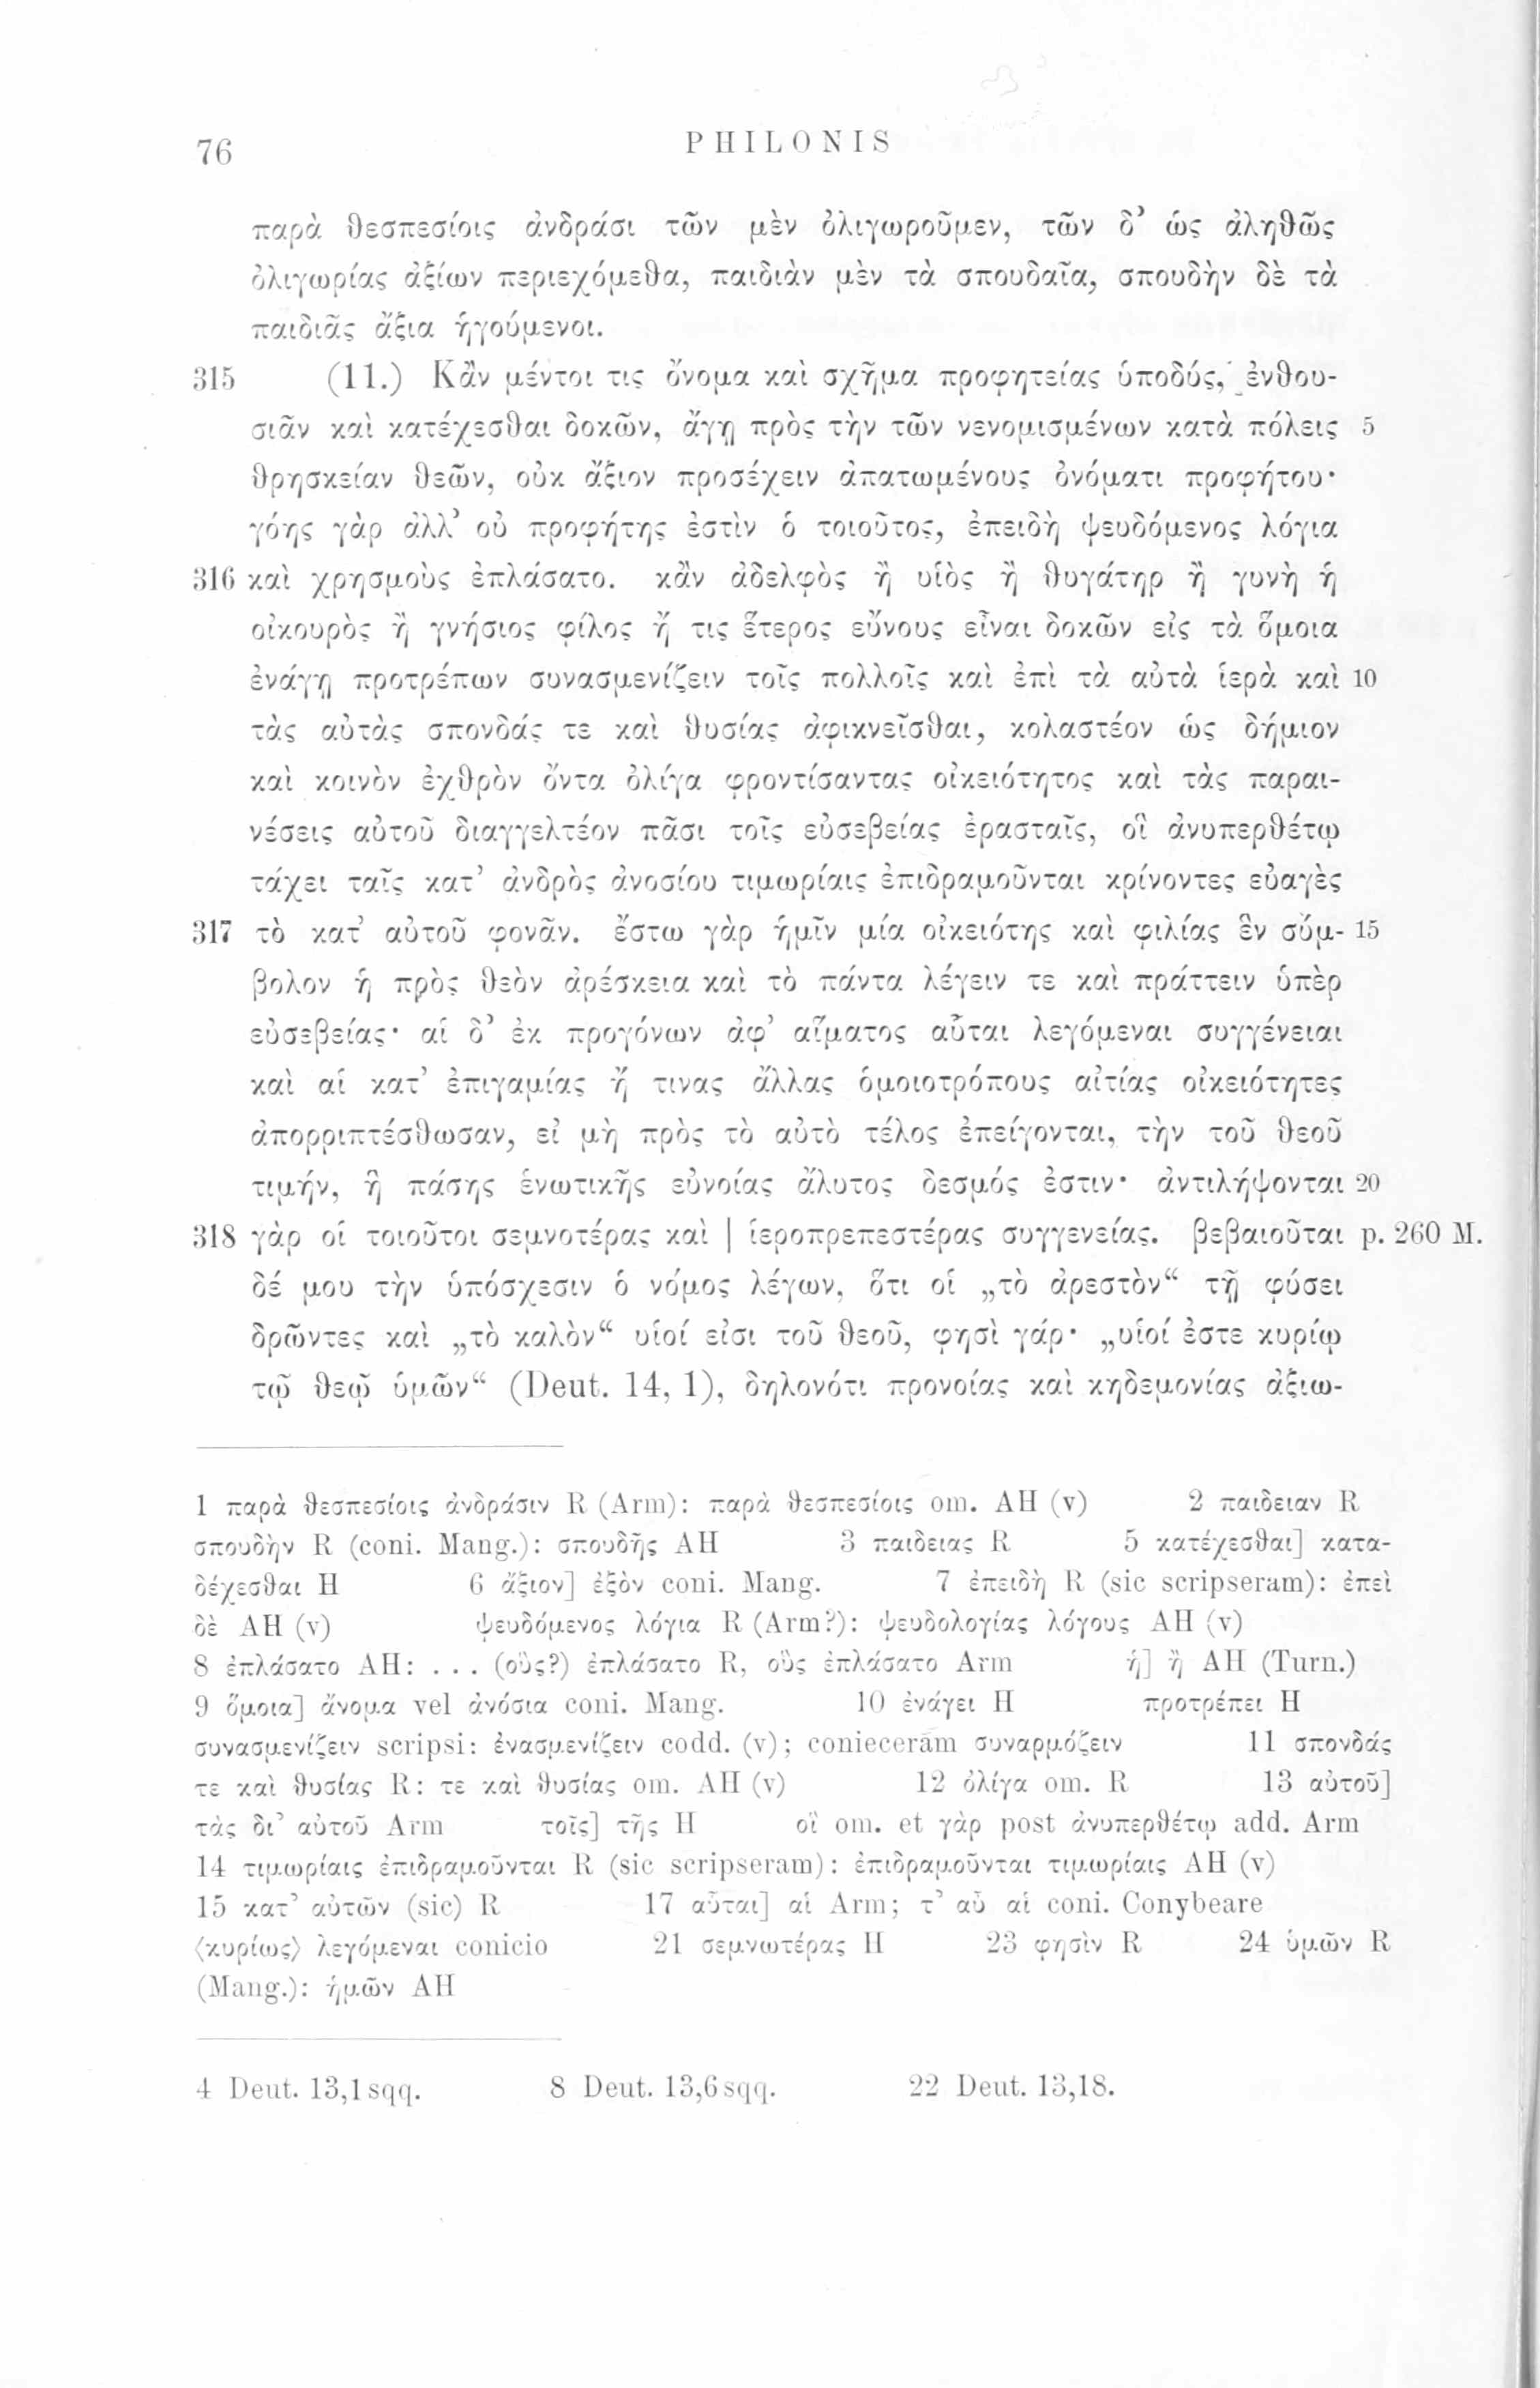 76 PHILONIS
παρὰ θεσπεσίοις ἀνδράσι τῶν μὲν ὀλιγωροῦμεν, τῶν δ’ ὡς ἀληθῶς
ὀλιγωρίας ἀξίων περιεχόμεθα, παιδιὰν μὲν τὰ σπουδαῖα, σπουδὴν δὲ τὰ
παιδιᾶς ἄξια ἡγούμενοι.
315 (11.) Κἂν μέντοι τις ὄνομα καὶ σχῆμα προφητείας ὑποδύς, ἐνθου-
σιᾶν καὶ κατέχεσθαι δοκῶν, ἄγῃ πρὸς τὴν τῶν νενομισμένων κατὰ πόλεις 5
θρησκείαν θεῶν, οὐκ ἄξιον προσέχειν ἀπατωμένους ὀνόματι προφήτου·
γόης γὰρ ἀλλ’ οὐ προφήτης ἐστὶν ὁ τοιοῦτος, ἐπειδὴ ψευδόμενος λόγια
316 καὶ χρησμοὺς ἐπλάσατο. κἂν ἀδελφὸς ἢ υἱὸς ἢ θυγάτηρ ἢ γυνὴ ἡ
οἰκουρὸς ἢ γνήσιος φίλος ἤ τις ἕτερος εὔνους εἶναι δοκῶν εἰς τὰ ὅμοια
ἐνάγῃ προτρέπων συνασμενίζειν τοῖς πολλοῖς καὶ ἐπὶ τὰ αὐτὰ ἱερὰ καὶ 10
τὰς αὐτὰς σπονδάς τε καὶ θυσίας ἀφικνεῖσθαι, κολαστέον ὡς δήμιον
καὶ κοινὸν ἐχθρὸν ὄντα ὀλίγα φροντίσαντας οἰκειότητος καὶ τὰς παραι-
νέσεις αὐτοῦ διαγγελτέον πᾶσι τοῖς εὐσεβείας ἐρασταῖς, οἳ ἀνυπερθέτῳ
τάχει ταῖς κατ’ ἀνδρὸς ἀνοσίου τιμωρίαις ἐπιδραμοῦνται κρίνοντες εὐαγὲς
317 τὸ κατ’ αὐτοῦ φονᾶν. ἔστω γὰρ ἡμῖν μία οἰκειότης καὶ φιλίας ἓν σύμ- 15
βολον ἡ πρὸς θεὸν ἀρέσκεια καὶ τὸ πάντα λέγειν τε καὶ πράττειν ὑπὲρ
εὐσεβείας· αἱ δ’ ἐκ προγόνων ἀφ’ αἵματος αὗται λεγόμεναι συγγένειαι
καὶ αἱ κατ’ ἐπιγαμίας ἤ τινας ἄλλας ὁμοιοτρόπους αἰτίας οἰκειότητες
ἀπορριπτέσθωσαν, εἰ μὴ πρὸς τὸ αὐτὸ τέλος ἐπείγονται, τὴν τοῦ θεοῦ
τιμήν, ἣ πάσης ἑνωτικῆς εὐνοίας ἄλυτος δεσμός ἐστιν· ἀντιλήψονται 20
318 γὰρ οἱ τοιοῦτοι σεμνοτέρας καὶ | ἱεροπρεπεστέρας συγγενείας. βεβαιοῦται p. 260 M.
δέ μου τὴν ὑπόσχεσιν ὁ νόμος λέγων, ὅτι οἱ „τὸ ἀρεστὸν“ τῇ φύσει
δρῶντες καὶ „τὸ καλὸν“ υἱοί εἰσι τοῦ θεοῦ, φησὶ γάρ· „υἱοί ἐστε κυρίῳ
τῷ θεῷ ὑμῶν“ (Deut. 14, 1), δηλονότι προνοίας καὶ κηδεμονίας ἀξιω-
1 παρὰ θεσπεσίοις ἀνδράσιν R (Arm): παρὰ θεσπεσίοις om. AH (v) 2 παιδειαν R
σπουδὴν R (coni. Mang.): σπουδῆς AH 3 παιδειας R 5 κατέχεσθαι] κατα-
δέχεσθαι H 6 ἄξιον] ἐξὸν coni. Mang. 7 ἐπειδὴ R (sic scripseram): ἐπεὶ
δὲ AH (v) ψευδόμενος λόγια R (Arm?): ψευδολογίας λόγους AH (v)
8 ἐπλάσατο AH: . . . (οὓς?) ἐπλάσατο R, οὓς ἐπλάσατο Arm ἡ] ἢ AH (Turn.)
9 ὅμοια] ἄνομα vel ἀνόσια coni. Mang. 10 ἐνάγει H προτρέπει H
συνασμενίζειν scripsi: ἐνασμενίζειν codd. (v); conieceram συναρμόζειν 11 σπονδάς
τε καὶ θυσίας R: τε καὶ θυσίας om. AH (v) 12 ὀλίγα om. R 13 αὐτοῦ]
τὰς δι’ αὐτοῦ Arm τοῖς] τῆς H οἳ om. et γὰρ post ἀνυπερθέτῳ add. Arm
14 τιμωρίαις ἐπιδραμοῦνται R (sic scripseram): ἐπιδραμοῦνται τιμωρίαις AH (v)
15 κατ’ αὐτῶν (sic) R 17 αὗται] αἱ Arm; τ’ αὖ αἱ coni. Conybeare
⟨κυρίως⟩ λεγόμεναι conicio 21 σεμνωτέρας H 23 φησὶν R 24 ὑμῶν R
(Mang.): ἡμῶν AH
4 Deut. 13,1 sqq. 8 Deut. 13,6 sqq. 22 Deut. 13,18.